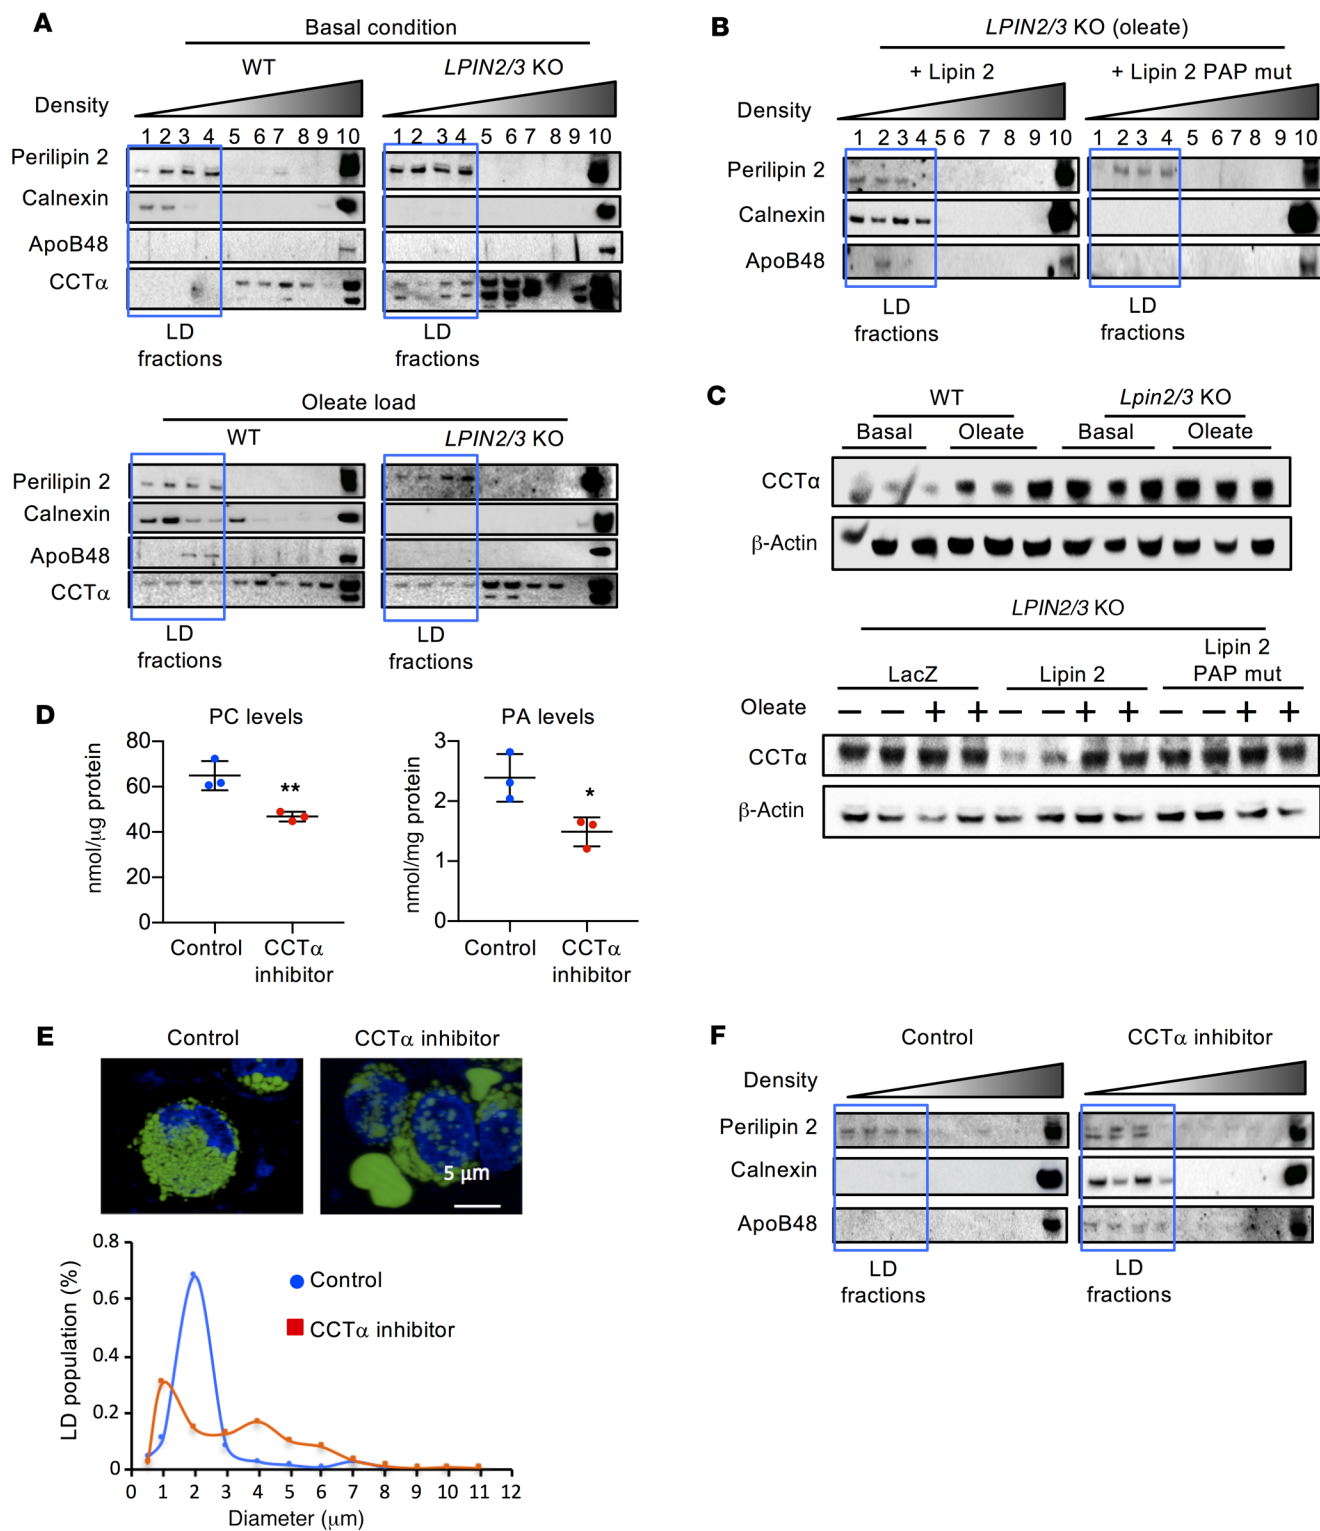 A
Basal condition
WT
LPIN2/3 KO
Density
1 2 3 4 5 6 7 8 9 10
1 2 3 4 5 6 7 8 9 10
Perilipin 2
Calnexin
ApoB48
CCTα
LD
fractions
LD
fractions
Oleate load
WT
LPIN2/3 KO
Perilipin 2
Calnexin
ApoB48
CCTα
LD
fractions
LD
fractions
B
LPIN2/3 KO (oleate)
+ Lipin 2
+ Lipin 2 PAP mut
Density
1 2 3 4 5 6 7 8 9 10
1 2 3 4 5 6 7 8 9 10
Perilipin 2
Calnexin
ApoB48
LD
fractions
LD
fractions
C
WT
Lpin2/3 KO
Basal
Oleate
Basal
Oleate
CCTα
β-Actin
LPIN2/3 KO
LacZ
Lipin 2
Lipin 2
PAP mut
Oleate
− − + + − − + + − − + +
CCTα
β-Actin
D
PC levels
nmol/μg protein
80
60
40
20
0
**
Control
CCTα
inhibitor
PA levels
nmol/mg protein
3
2
1
0
*
Control
CCTα
inhibitor
E
Control
CCTα inhibitor
5 μm
LD population (%)
0.8
0.6
0.4
0.2
0
Control
CCTα inhibitor
0 1 2 3 4 5 6 7 8 9 10 11 12
Diameter (μm)
F
Control
CCTα inhibitor
Density
Perilipin 2
Calnexin
ApoB48
LD
fractions
LD
fractions